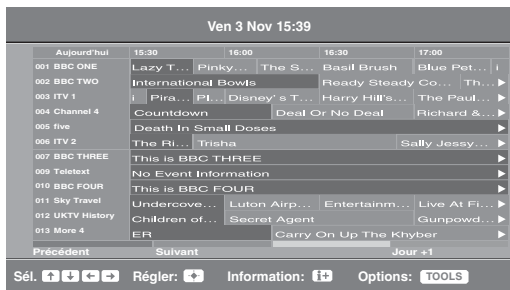 Ven 3 Nov 15:39
Aujourd'hui 15:30 16:00 16:30 17:00
001 BBC ONE Lazy T... Pinky... The S... Basil Brush Blue Pet... i
002 BBC TWO International Bowls Ready Steady Co... Th...
003 ITV 1 i Pira... Pl... Disney's T... Harry Hill's... The Paul...
004 Channel 4 Countdown Deal Or No Deal Richard &...
005 five Death In Small Doses
006 ITV 2 The Ri... Trisha Sally Jessy...
007 BBC THREE This is BBC THREE
009 Teletext No Event Information
010 BBC FOUR This is BBC FOUR
011 Sky Travel Undercove... Luton Airp... Entertainm... Live At Fi...
012 UKTV History Children of... Secret Agent Gunpowd...
013 More 4 ER Carry On Up The Khyber
Précédent Suivant Jour +1
Sél. Régler: Information: i+ Options: TOOLS